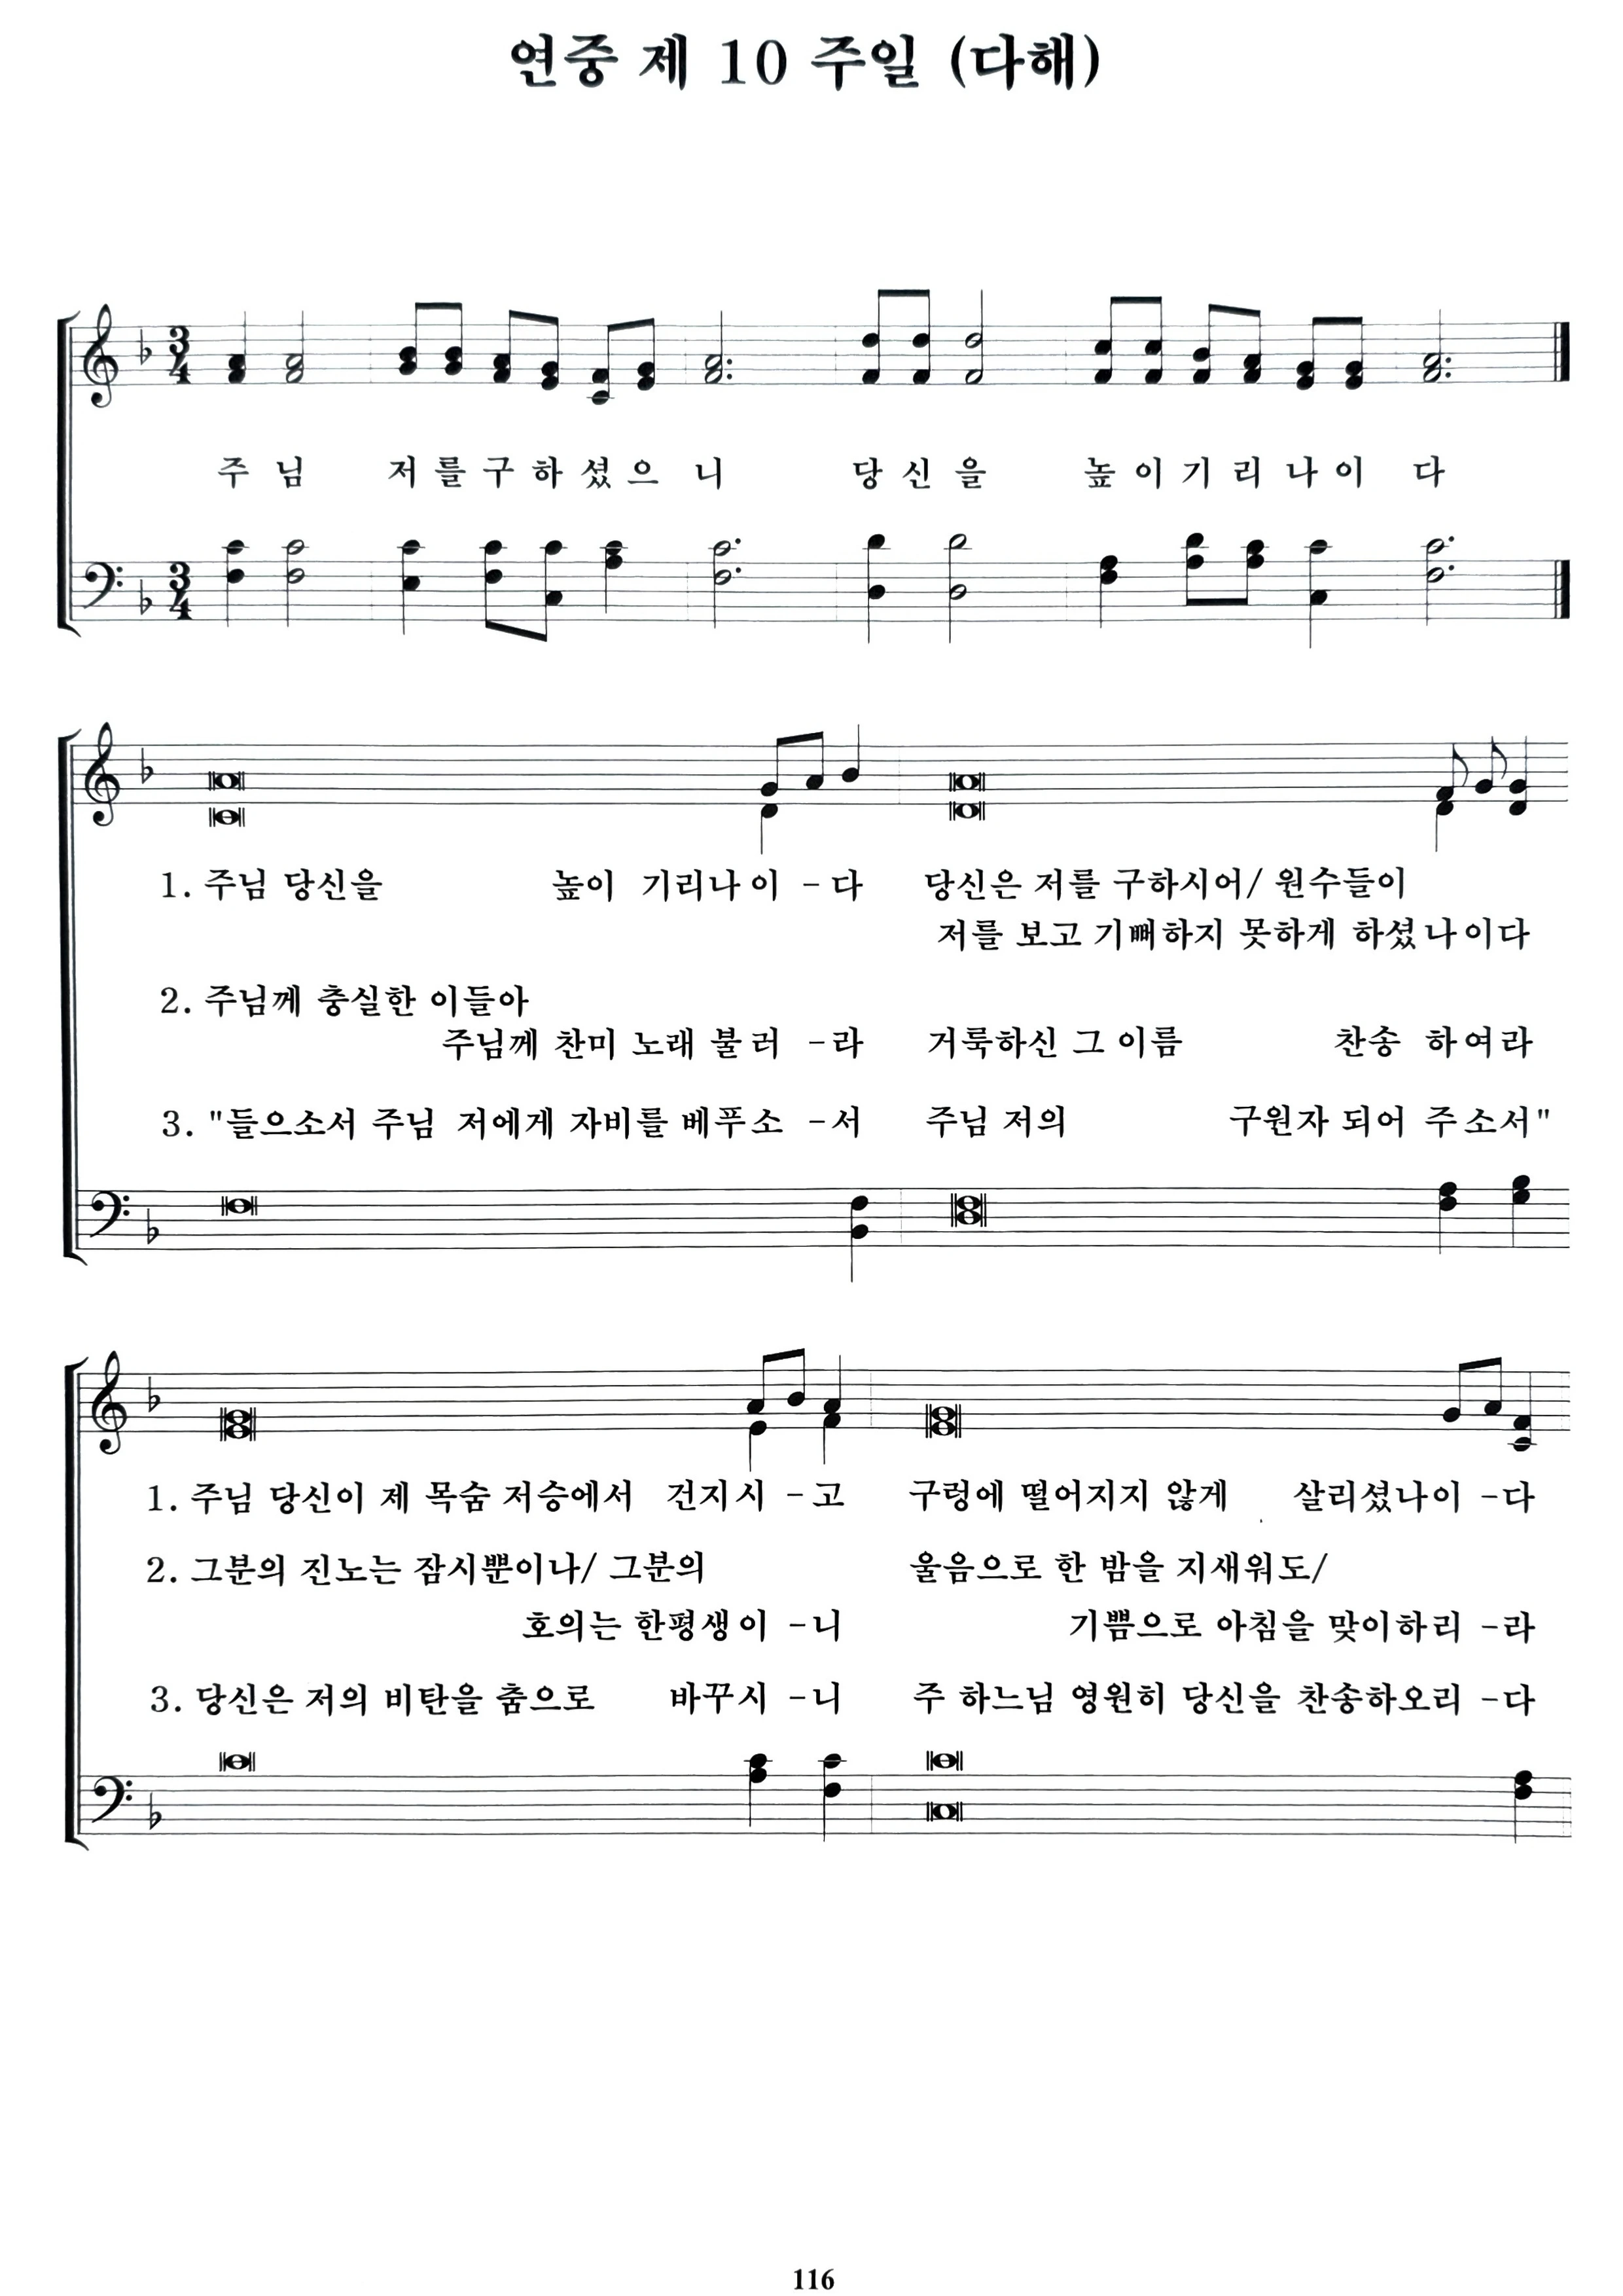 연중 제 10 주일 (다해)
3 4
주 님 저 를 구 하 셨 으 니 당 신 을 높 이 기 리 나 이 다
3 4
1. 주님 당신을 높이 기리나 이 - 다 당신은 저를 구하시어/ 원수들이
저를 보고 기뻐하지 못하게 하셨나이다
2. 주님께 충실한 이들아
주님께 찬미 노래 불러 - 라 거룩하신 그 이름 찬송 하여라
3. "들으소서 주님 저에게 자비를 베푸소 - 서 주님 저의 구원자 되어 주소서"
1. 주님 당신이 제 목숨 저승에서 건지시 - 고 구렁에 떨어지지 않게 살리셨나이 - 다
2. 그분의 진노는 잠시뿐이나/ 그분의 울음으로 한 밤을 지새워도/
호의는 한평생이 - 니 기쁨으로 아침을 맞이하리 - 라
3. 당신은 저의 비탄을 춤으로 바꾸시 - 니 주 하느님 영원히 당신을 찬송하오리 - 다
116